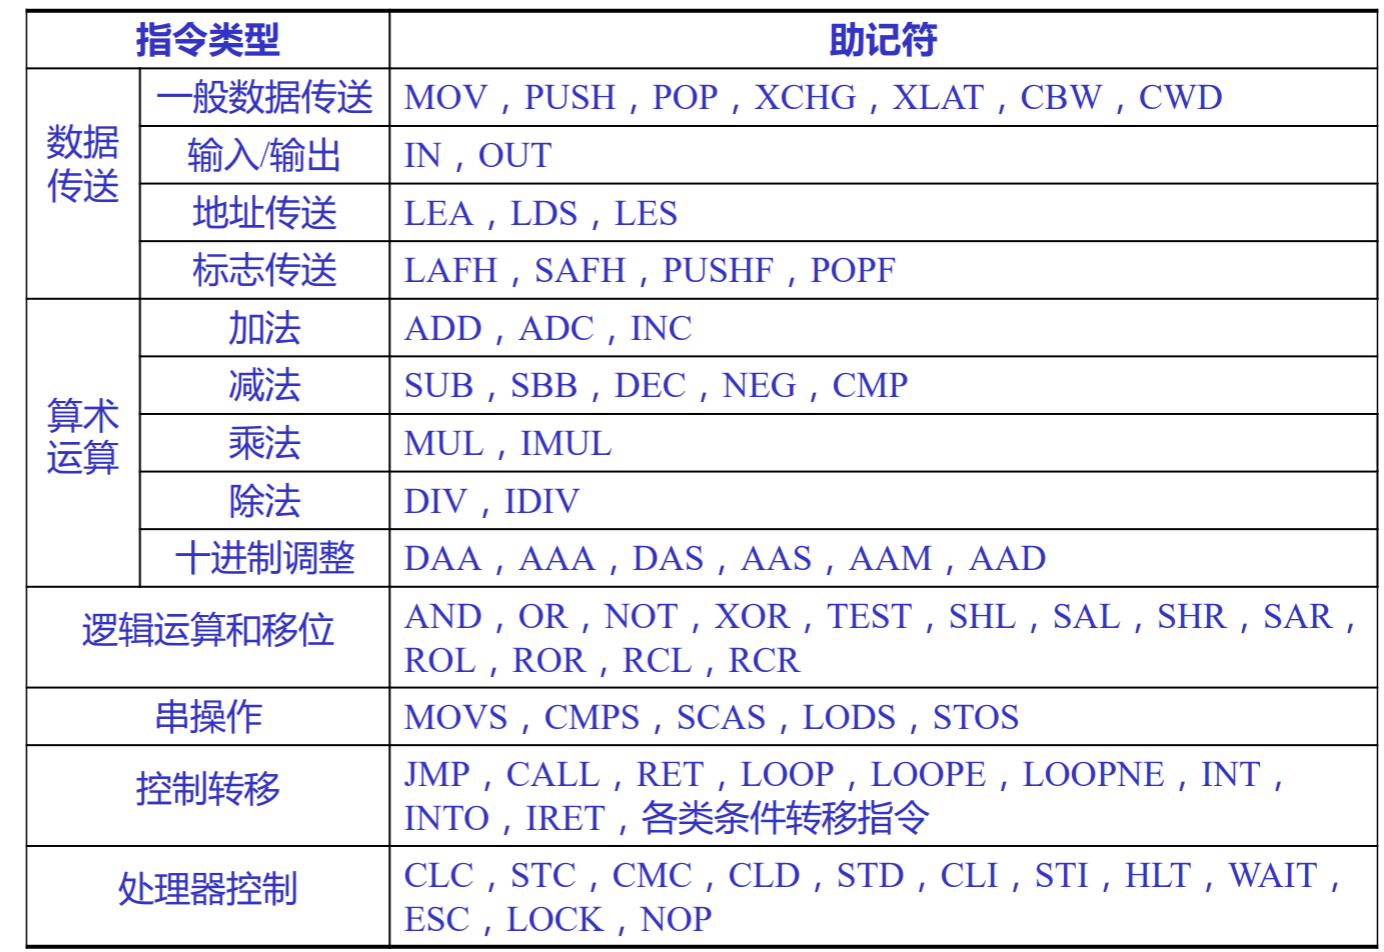 指令类型 助记符
数据传送 一般数据传送 MOV，PUSH，POP，XCHG，XLAT，CBW，CWD
输入/输出 IN，OUT
地址传送 LEA，LDS，LES
标志传送 LAFH，SAFH，PUSHF，POPF
算术运算 加法 ADD，ADC，INC
减法 SUB，SBB，DEC，NEG，CMP
乘法 MUL，IMUL
除法 DIV，IDIV
十进制调整 DAA，AAA，DAS，AAS，AAM，AAD
逻辑运算和移位 AND，OR，NOT，XOR，TEST，SHL，SAL，SHR，SAR，
ROL，ROR，RCL，RCR
串操作 MOVS，CMPS，SCAS，LODS，STOS
控制转移 JMP，CALL，RET，LOOP，LOOPE，LOOPNE，INT，
INTO，IRET，各类条件转移指令
处理器控制 CLC，STC，CMC，CLD，STD，CLI，STI，HLT，WAIT，
ESC，LOCK，NOP